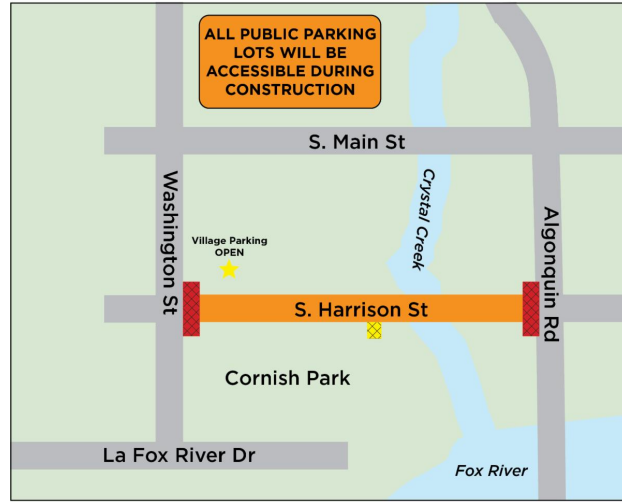 ALL PUBLIC PARKING
LOTS WILL BE
ACCESSIBLE DURING
CONSTRUCTION
S. Main St
Washington St
Crystal Creek
Algonquin Rd
Village Parking
OPEN
S. Harrison St
Cornish Park
La Fox River Dr
Fox River